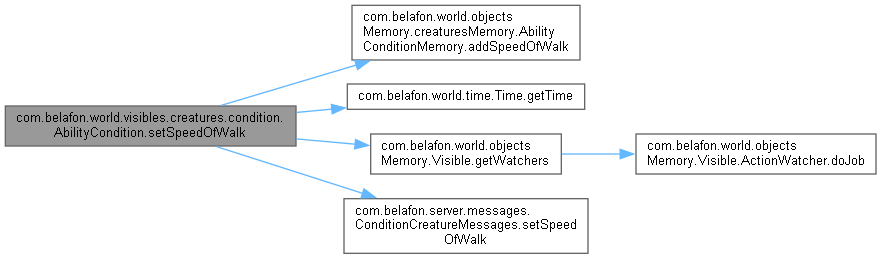 com.belafon.world.objects
Memory.creaturesMemory.Ability
ConditionMemory.addSpeedOfWalk
com.belafon.world.time.Time.getTime
com.belafon.world.visibles.creatures.condition.
AbilityCondition.setSpeedOfWalk
com.belafon.world.objects
Memory.Visible.getWatchers
com.belafon.world.objects
Memory.Visible.ActionWatcher.doJob
com.belafon.server.messages.
ConditionCreatureMessages.setSpeed
OfWalk